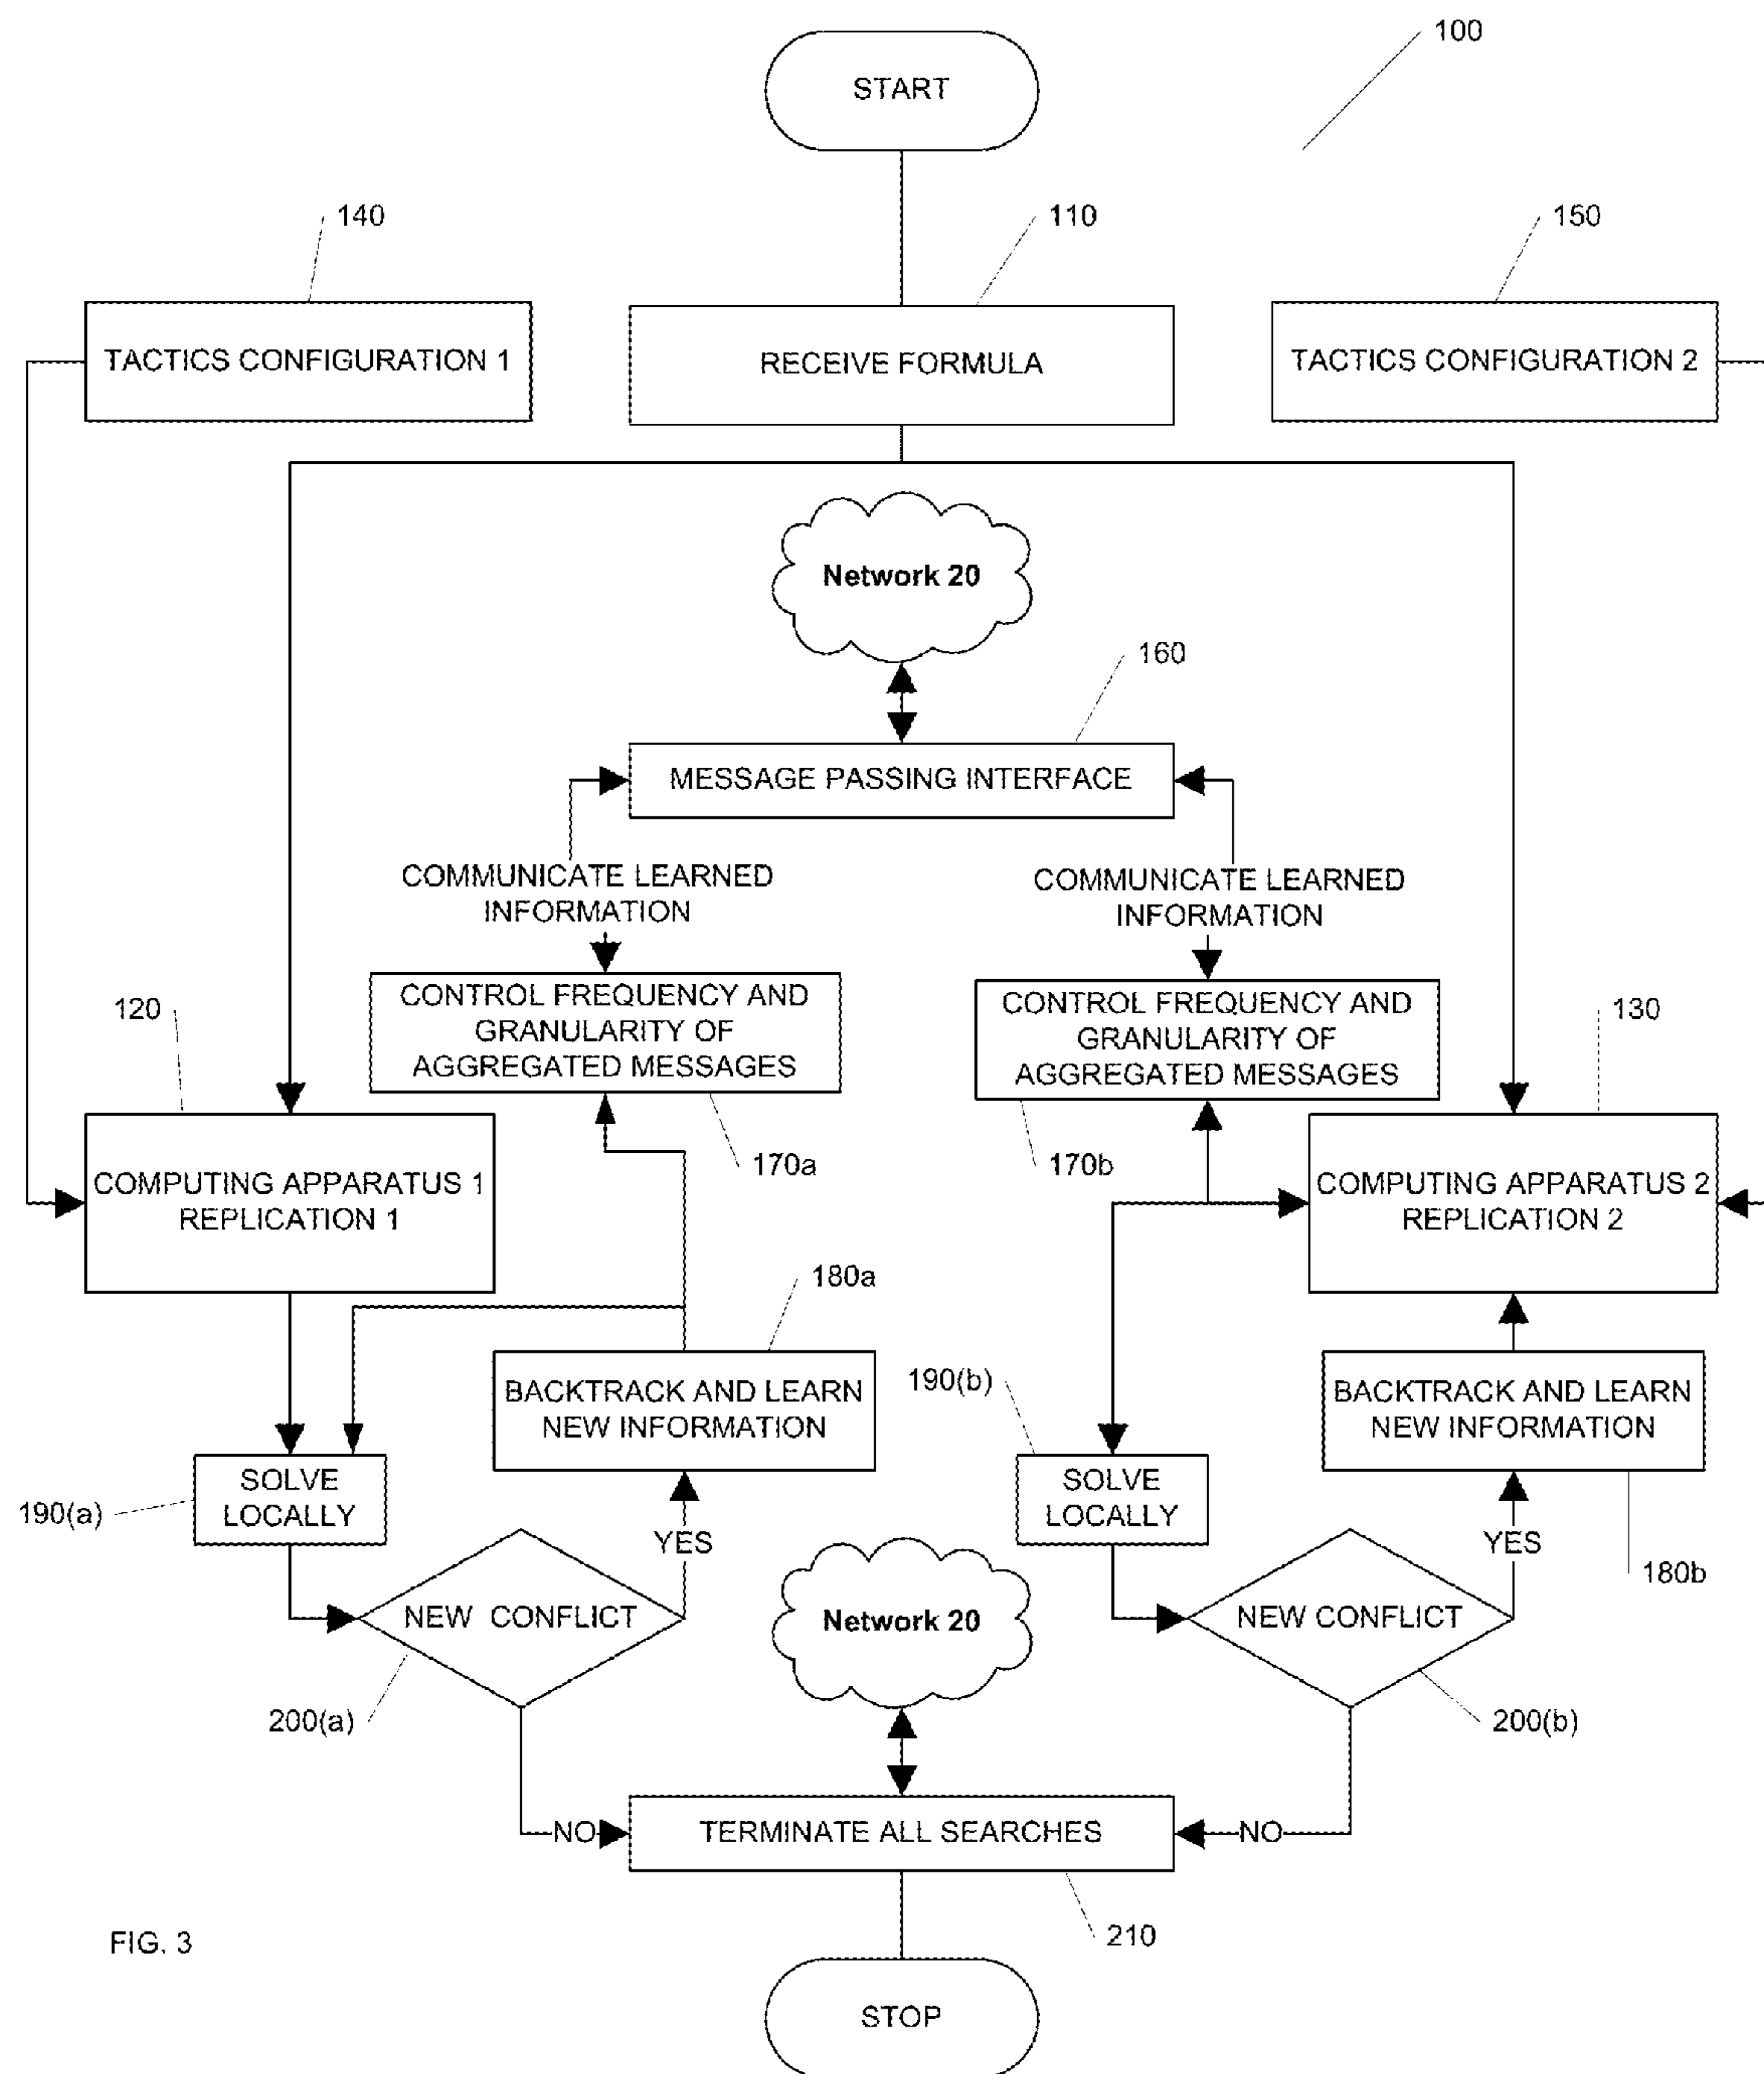 100
START
140
110
150
TACTICS CONFIGURATION 1
RECEIVE FORMULA
TACTICS CONFIGURATION 2
Network 20
160
MESSAGE PASSING INTERFACE
COMMUNICATE LEARNED
INFORMATION
COMMUNICATE LEARNED
INFORMATION
120
CONTROL FREQUENCY AND
GRANULARITY OF
AGGREGATED MESSAGES
CONTROL FREQUENCY AND
GRANULARITY OF
AGGREGATED MESSAGES
130
170a
170b
COMPUTING APPARATUS 1
REPLICATION 1
COMPUTING APPARATUS 2
REPLICATION 2
180a
BACKTRACK AND LEARN
NEW INFORMATION
190(b)
BACKTRACK AND LEARN
NEW INFORMATION
190(a)
SOLVE
LOCALLY
SOLVE
LOCALLY
YES
YES
180b
NEW CONFLICT
Network 20
NEW CONFLICT
200(a)
200(b)
NO
TERMINATE ALL SEARCHES
NO
210
FIG. 3
STOP